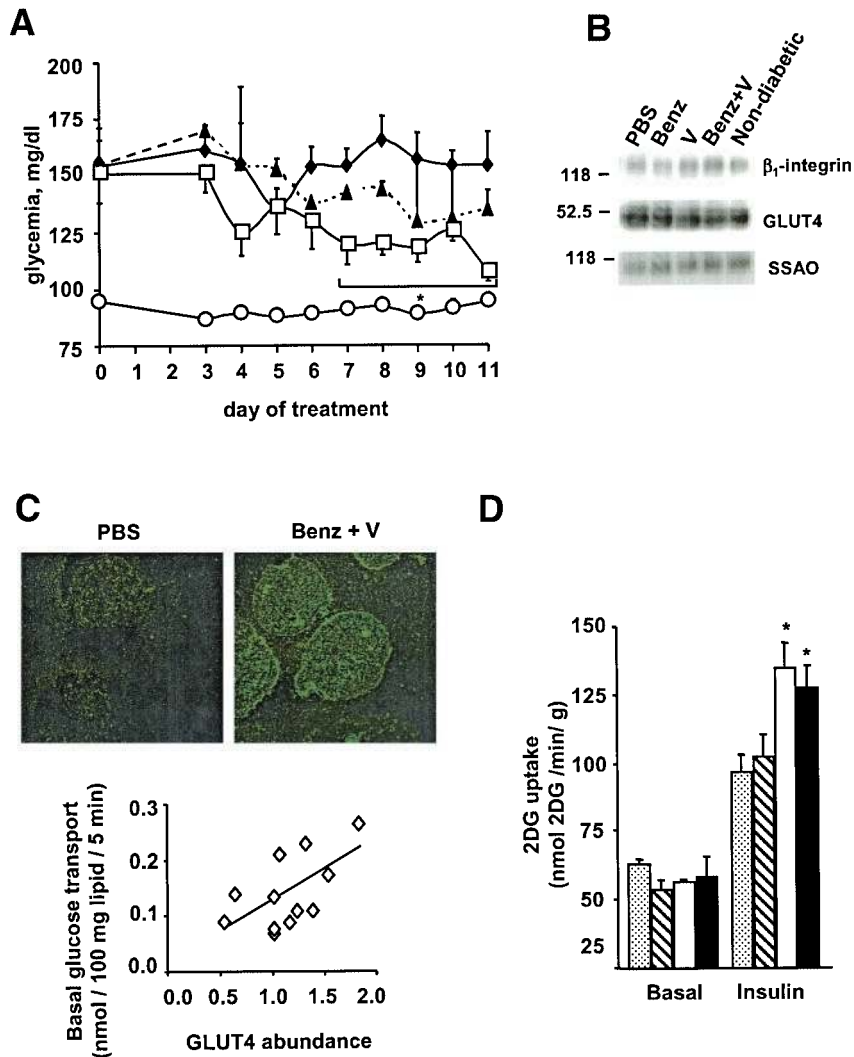 A
200
175
150
125
100
75
glycemia, mg/dl
*
0 1 2 3 4 5 6 7 8 9 10 11
day of treatment
B
PBS
Benz
V
Benz+V
Non-diabetic
118 –
β₁-integrin
52.5 –
GLUT4
118 –
SSAO
C
PBS Benz + V
Basal glucose transport
(nmol / 100 mg lipid / 5 min)
0.3
0.2
0.1
0.0
0.0 0.5 1.0 1.5 2.0
GLUT4 abundance
D
2DG uptake
(nmol 2DG /min/ g)
150
125
100
75
50
25
*
*
Basal Insulin